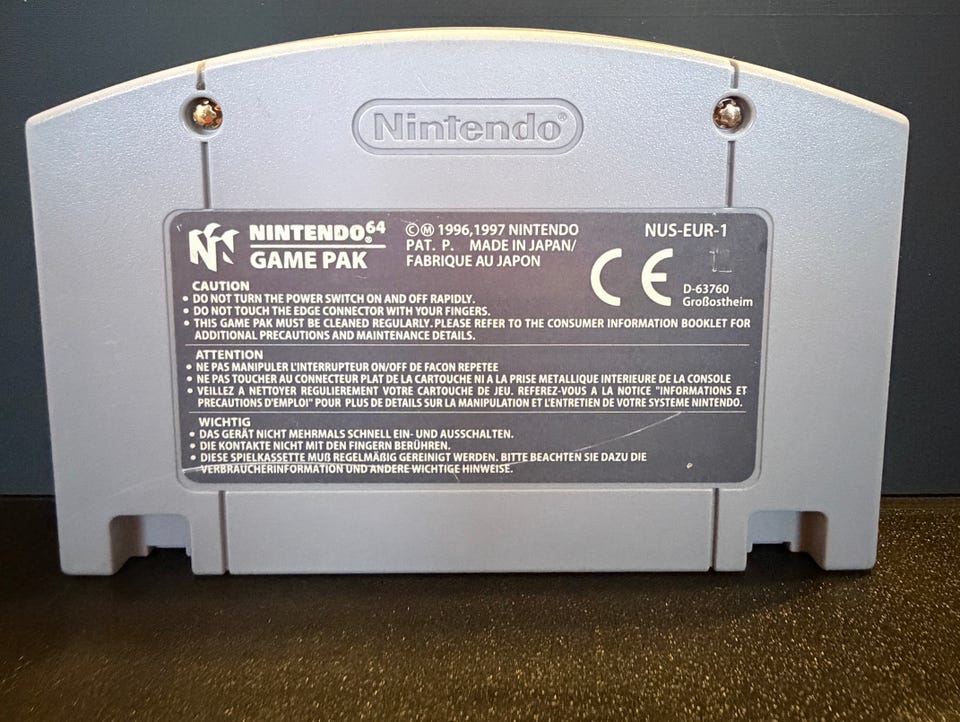 Nintendo®
NINTENDO⁶⁴®
GAME PAK
©Ⓜ 1996,1997 NINTENDO
PAT. P. MADE IN JAPAN/
FABRIQUE AU JAPON
NUS-EUR-1
CE
D-63760
Großostheim
CAUTION
• DO NOT TURN THE POWER SWITCH ON AND OFF RAPIDLY.
• DO NOT TOUCH THE EDGE CONNECTOR WITH YOUR FINGERS.
• THIS GAME PAK MUST BE CLEANED REGULARLY. PLEASE REFER TO THE CONSUMER INFORMATION BOOKLET FOR
ADDITIONAL PRECAUTIONS AND MAINTENANCE DETAILS.
ATTENTION
• NE PAS MANIPULER L'INTERRUPTEUR ON/OFF DE FACON REPETEE
• NE PAS TOUCHER AU CONNECTEUR PLAT DE LA CARTOUCHE NI A LA PRISE METALLIQUE INTERIEURE DE LA CONSOLE
• VEILLEZ A NETTOYER REGULIEREMENT VOTRE CARTOUCHE DE JEU. REFEREZ-VOUS A LA NOTICE "INFORMATIONS ET
PRECAUTIONS D'EMPLOI" POUR PLUS DE DETAILS SUR LA MANIPULATION ET L'ENTRETIEN DE VOTRE SYSTEME NINTENDO.
WICHTIG
• DAS GERÄT NICHT MEHRMALS SCHNELL EIN- UND AUSSCHALTEN.
• DIE KONTAKTE NICHT MIT DEN FINGERN BERÜHREN.
• DIESE SPIELKASSETTE MUß REGELMÄßIG GEREINIGT WERDEN. BITTE BEACHTEN SIE DAZU DIE
VERBRAUCHERINFORMATION UND ANDERE WICHTIGE HINWEISE.